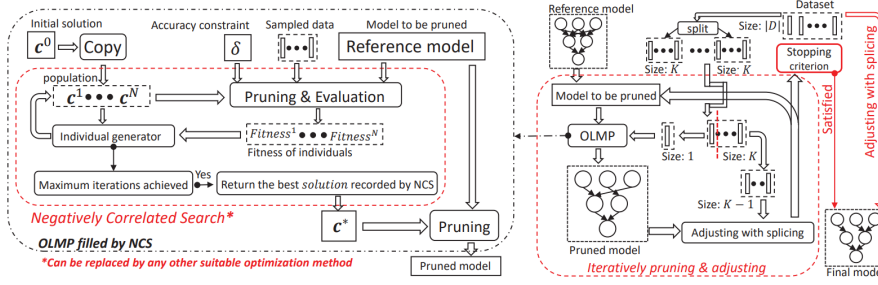 Initial solution
c⁰
Copy
Accuracy constraint
δ
Sampled data
Model to be pruned
Reference model
population
c¹ ••• cᴺ
Pruning & Evaluation
Individual generator
Fitness¹ ••• Fitnessᴺ
Fitness of individuals
Maximum iterations achieved
Yes
Return the best solution recorded by NCS
Negatively Correlated Search*
c*
Pruning
OLMP filled by NCS
*Can be replaced by any other suitable optimization method
Pruned model
Reference model
Dataset
Size: |D|
split
Size: K
Size: K
Stopping
criterion
Model to be pruned
OLMP
Size: 1
Size: K
Size: K − 1
Pruned model
Adjusting with splicing
Iteratively pruning & adjusting
Satisfied
Adjusting with splicing
Final model